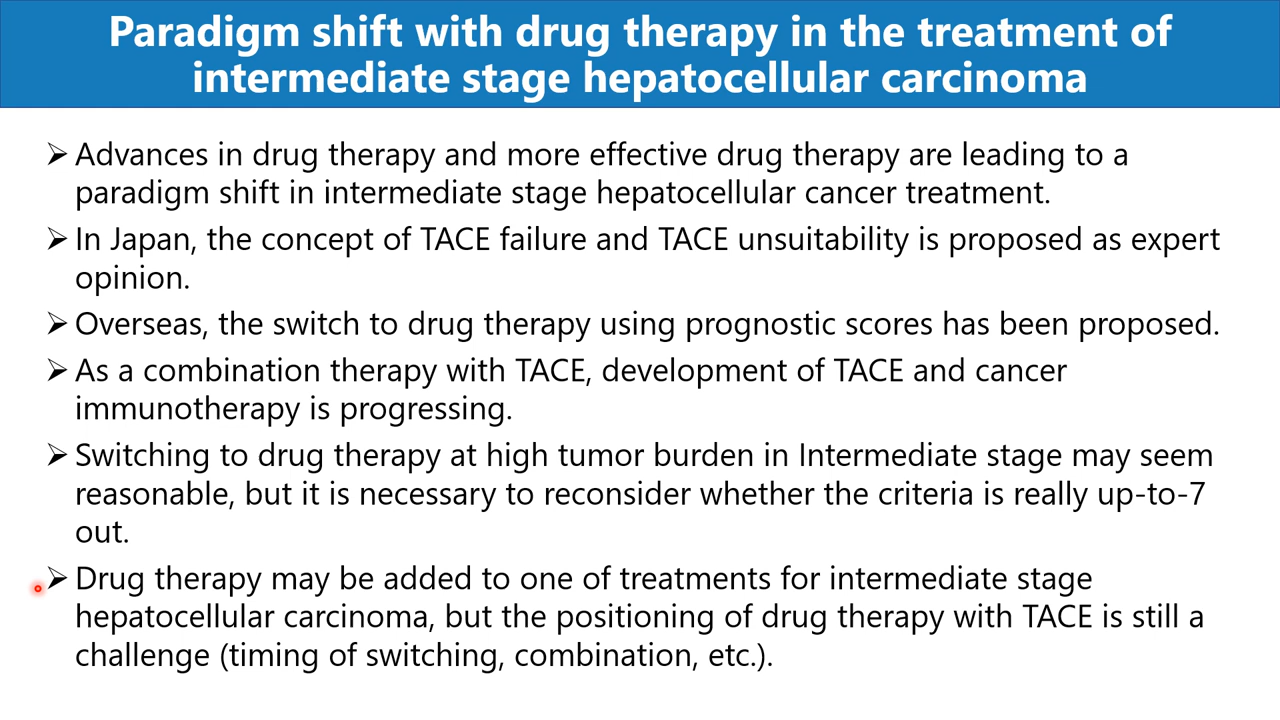 Paradigm shift with drug therapy in the treatment of
intermediate stage hepatocellular carcinoma
➢ Advances in drug therapy and more effective drug therapy are leading to a
paradigm shift in intermediate stage hepatocellular cancer treatment.
➢ In Japan, the concept of TACE failure and TACE unsuitability is proposed as expert
opinion.
➢ Overseas, the switch to drug therapy using prognostic scores has been proposed.
➢ As a combination therapy with TACE, development of TACE and cancer
immunotherapy is progressing.
➢ Switching to drug therapy at high tumor burden in Intermediate stage may seem
reasonable, but it is necessary to reconsider whether the criteria is really up-to-7
out.
➢ Drug therapy may be added to one of treatments for intermediate stage
hepatocellular carcinoma, but the positioning of drug therapy with TACE is still a
challenge (timing of switching, combination, etc.).